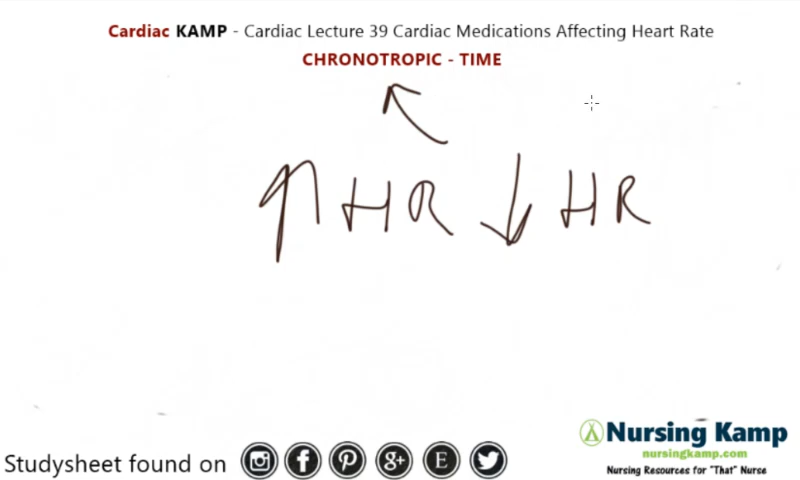 Cardiac KAMP - Cardiac Lecture 39 Cardiac Medications Affecting Heart Rate
CHRONOTROPIC - TIME
↑ HR ↓ HR
Nursing Kamp
nursingkamp.com
Nursing Resources for "That" Nurse
Studysheet found on f g+ E